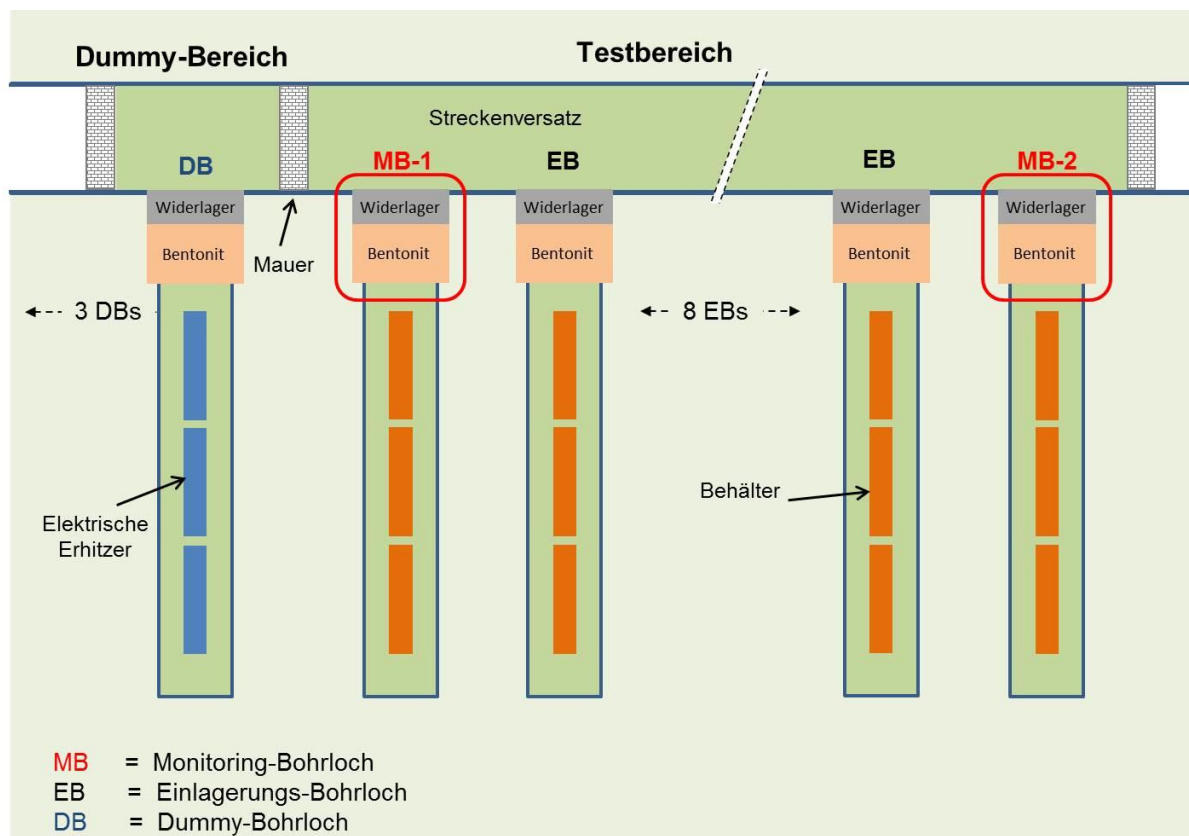 Dummy-Bereich
Testbereich
Streckenversatz
DB
MB-1
EB
EB
MB-2
Widerlager
Widerlager
Widerlager
Widerlager
Widerlager
Bentonit
Bentonit
Bentonit
Bentonit
Bentonit
Mauer
3 DBs
8 EBs
Behälter
Elektrische
Erhitzer
MB = Monitoring-Bohrloch
EB = Einlagerungs-Bohrloch
DB = Dummy-Bohrloch